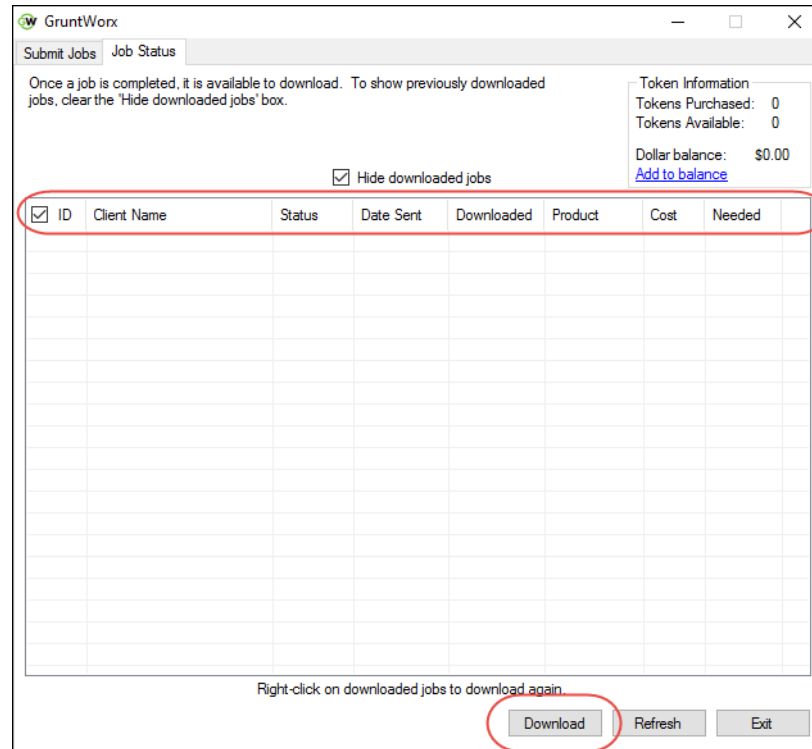 GW GruntWorx
Submit Jobs Job Status
Once a job is completed, it is available to download. To show previously downloaded
jobs, clear the 'Hide downloaded jobs' box.
Token Information
Tokens Purchased: 0
Tokens Available: 0
Dollar balance: $0.00
Add to balance
Hide downloaded jobs
ID Client Name Status Date Sent Downloaded Product Cost Needed
Right-click on downloaded jobs to download again.
Download Refresh Exit